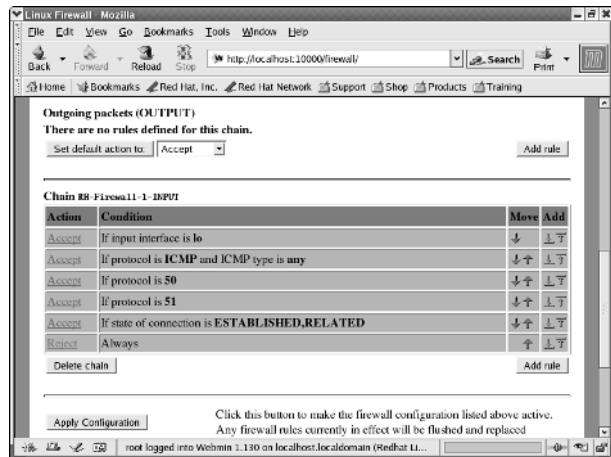 Linux Firewall - Mozilla
File Edit View Go Bookmarks Tools Window Help
Back Forward Reload Stop http://localhost:10000/firewall/ Search Print
Home Bookmarks Red Hat, Inc. Red Hat Network Support Shop Products Training
Outgoing packets (OUTPUT)
There are no rules defined for this chain.
Set default action to: Accept Add rule
Chain RH-Firewall-1-INPUT
Action Condition Move Add
Accept If input interface is lo
Accept If protocol is ICMP and ICMP type is any
Accept If protocol is 50
Accept If protocol is 51
Accept If state of connection is ESTABLISHED,RELATED
Reject Always
Delete chain Add rule
Apply Configuration Click this button to make the firewall configuration listed above active.
Any firewall rules currently in effect will be flushed and replaced
root logged into Webmin 1.130 on localhost.localdomain (Redhat Li...